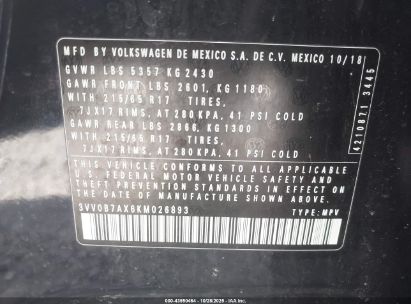 MFD. BY VOLKSWAGEN DE MEXICO S.A. DE C.V. MEXICO 10/18
GVWR LBS 5357 KG 2430
GAWR FRONT LBS 2601, KG 1180
WITH 215/65 R17 TIRES,
7JX17 RIMS, AT 280 KPA, 41 PSI COLD
GAWR REAR LBS 2866, KG 1300
WITH 215/65 R17 TIRES,
7JX17 RIMS, AT 280 KPA, 41 PSI COLD
THIS VEHICLE CONFORMS TO ALL APPLICABLE
U.S. FEDERAL MOTOR VEHICLE SAFETY AND
THEFT PREVENTION STANDARDS IN EFFECT ON THE
DATE OF MANUFACTURE SHOWN ABOVE.
3VV0B7AX6KM026893 TYPE: MPV
3445